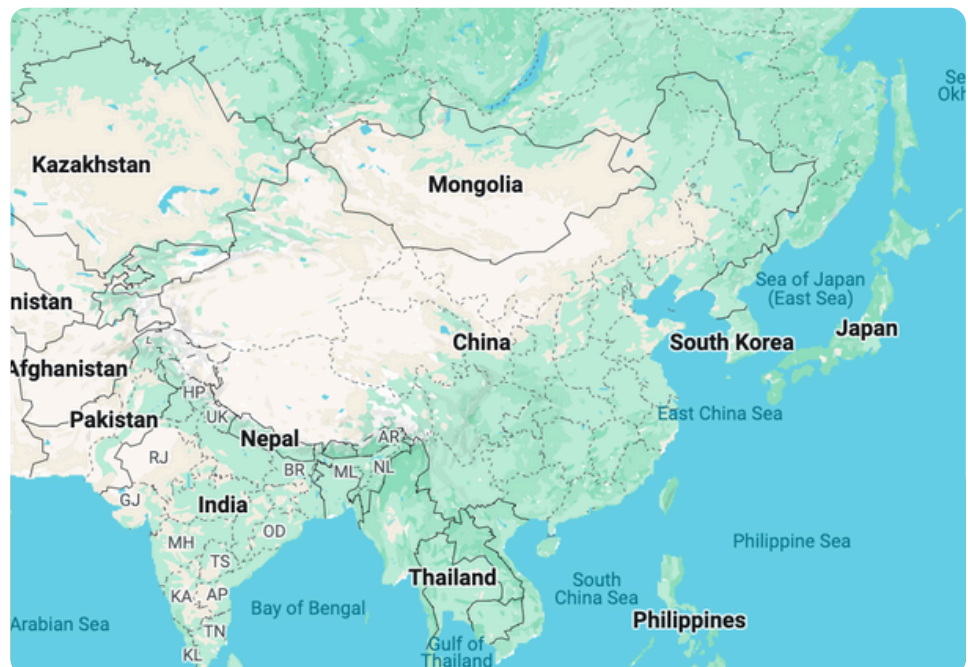 Se
Okh
Kazakhstan
Mongolia
Sea of Japan
(East Sea)
nistan
Japan
China
South Korea
Afghanistan
L
HP
East China Sea
UK
Pakistan
Nepal
AR
RJ
BR
ML
NL
GJ
India
OD
MH
Philippine Sea
TS
Thailand
South
China Sea
KA
AP
Bay of Bengal
Arabian Sea
Philippines
TN
Gulf of
Thailand
KL